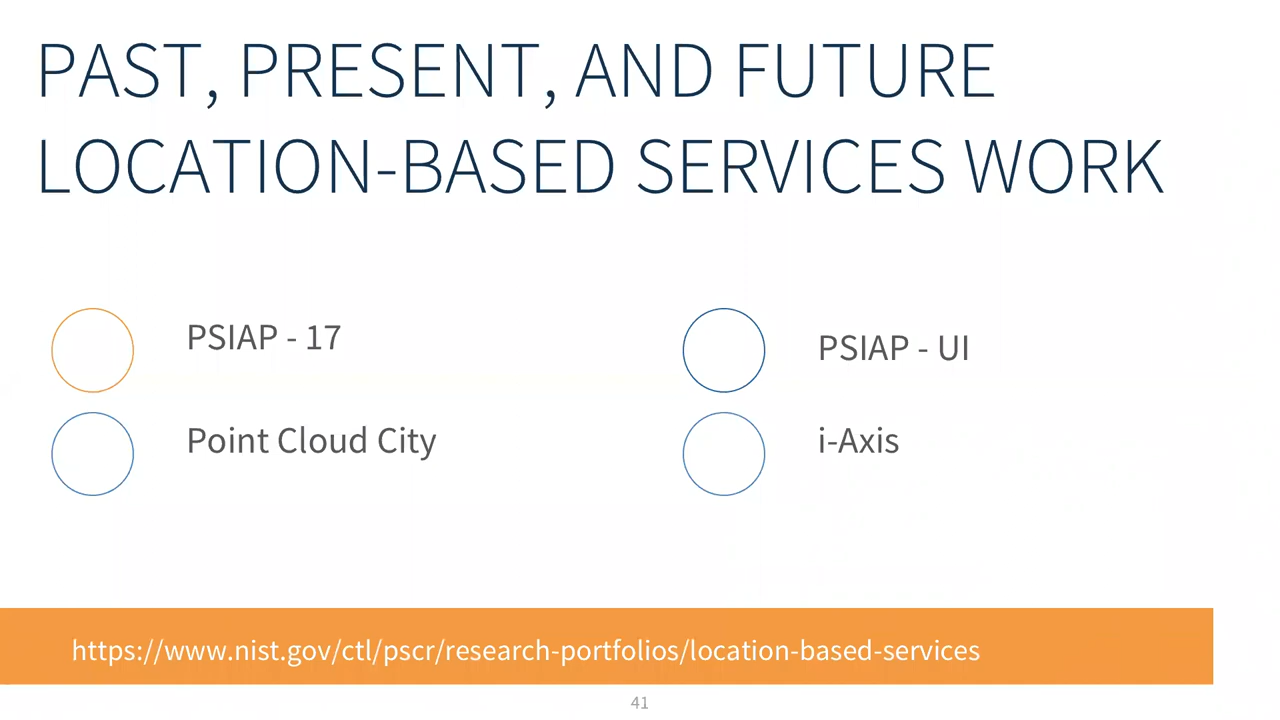 PAST, PRESENT, AND FUTURE
LOCATION-BASED SERVICES WORK
PSIAP - 17
PSIAP - UI
Point Cloud City
i-Axis
https://www.nist.gov/ctl/pscr/research-portfolios/location-based-services
41